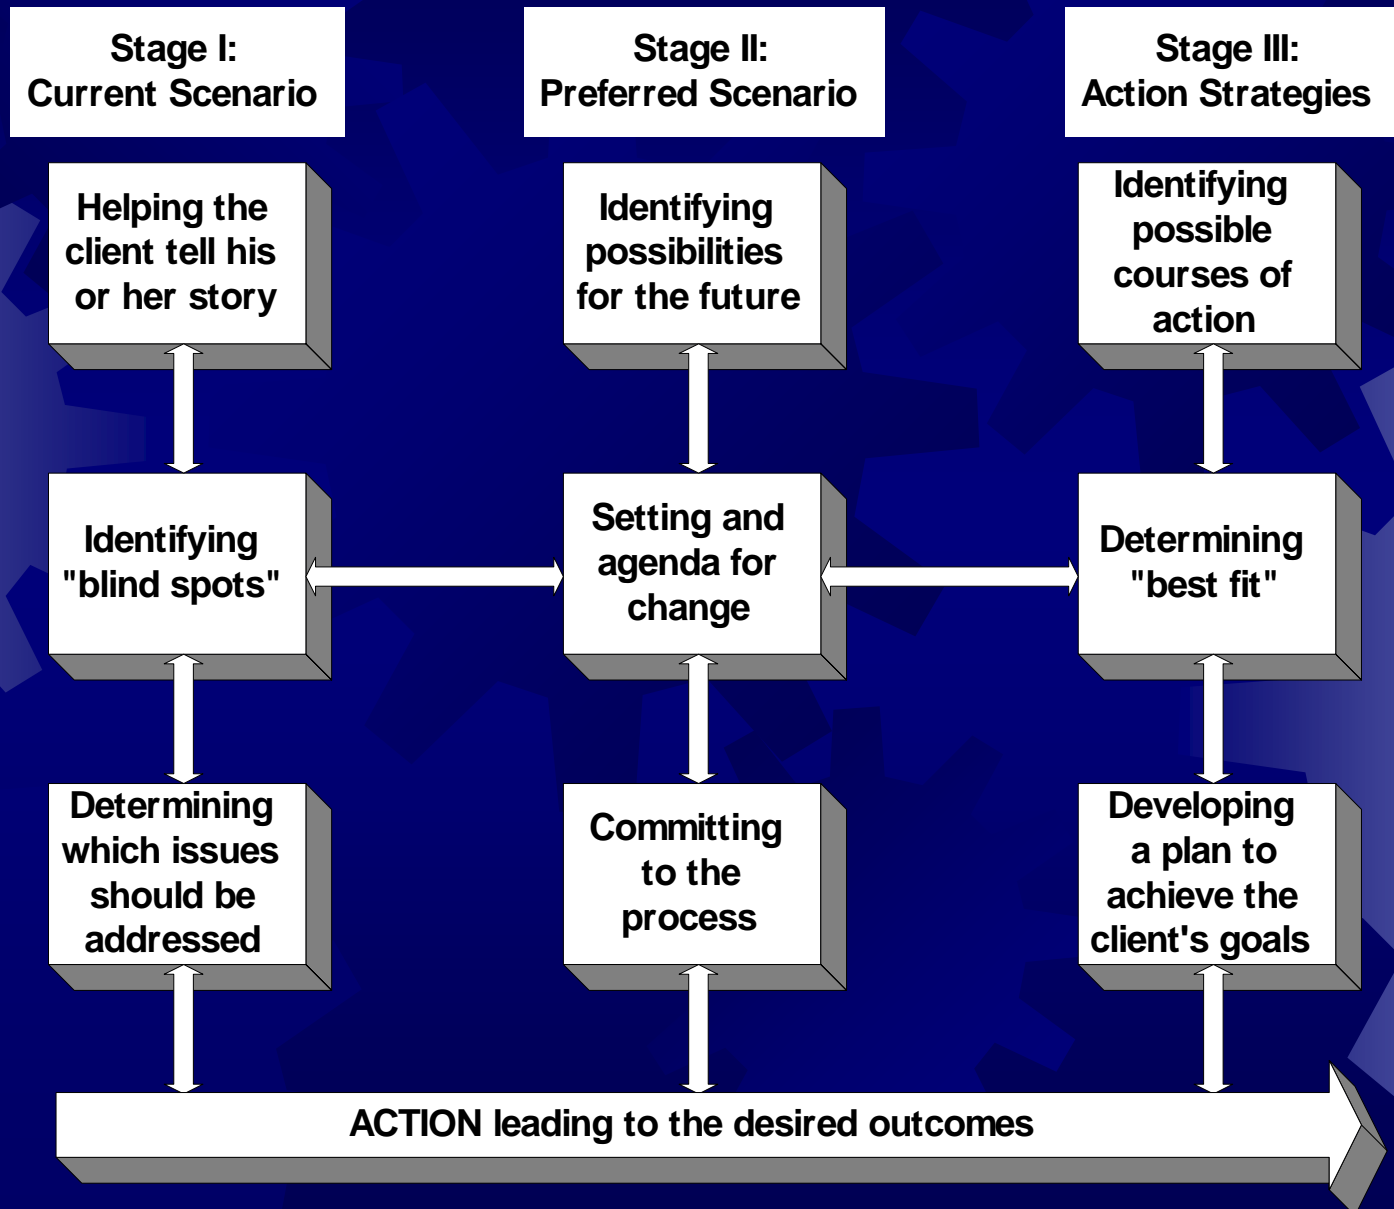 Stage I:
Current Scenario
Stage II:
Preferred Scenario
Stage III:
Action Strategies
Helping the
client tell his
or her story
Identifying
possibilities
for the future
Identifying
possible
courses of
action
Identifying
"blind spots"
Setting and
agenda for
change
Determining
"best fit"
Determining
which issues
should be
addressed
Committing
to the
process
Developing
a plan to
achieve the
client's goals
ACTION leading to the desired outcomes